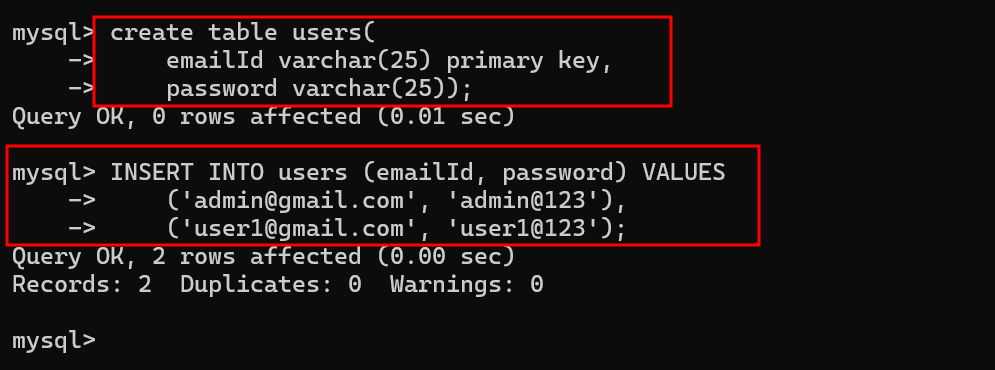 mysql> create table users(
    ->     emailId varchar(25) primary key,
    ->     password varchar(25));
Query OK, 0 rows affected (0.01 sec)
mysql> INSERT INTO users (emailId, password) VALUES
    ->     ('admin@gmail.com', 'admin@123'),
    ->     ('user1@gmail.com', 'user1@123');
Query OK, 2 rows affected (0.00 sec)
Records: 2  Duplicates: 0  Warnings: 0
mysql>